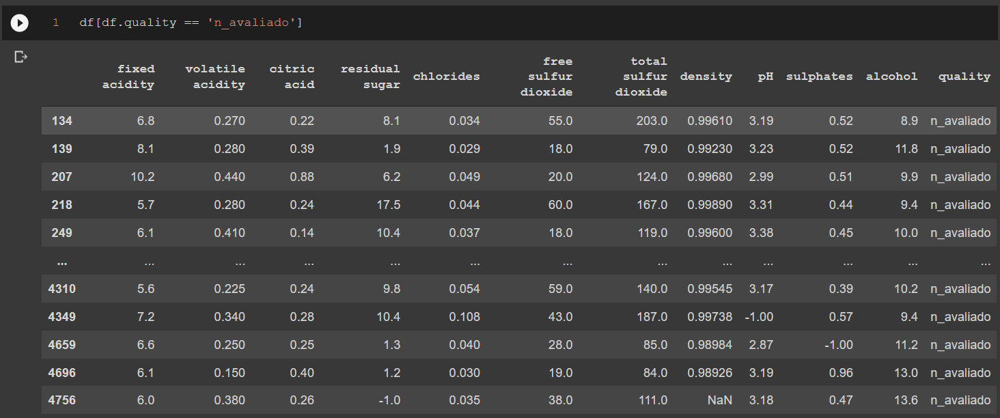 1 df[df.quality == 'n_avaliado']
fixed acidity volatile acidity citric acid residual sugar chlorides free sulfur dioxide total sulfur dioxide density pH sulphates alcohol quality
134 6.8 0.270 0.22 8.1 0.034 55.0 203.0 0.99610 3.19 0.52 8.9 n_avaliado
139 8.1 0.280 0.39 1.9 0.029 18.0 79.0 0.99230 3.23 0.52 11.8 n_avaliado
207 10.2 0.440 0.88 6.2 0.049 20.0 124.0 0.99680 2.99 0.51 9.9 n_avaliado
218 5.7 0.280 0.24 17.5 0.044 60.0 167.0 0.99890 3.31 0.44 9.4 n_avaliado
249 6.1 0.410 0.14 10.4 0.037 18.0 119.0 0.99600 3.38 0.45 10.0 n_avaliado
... ... ... ... ... ... ... ... ... ... ... ... ...
4310 5.6 0.225 0.24 9.8 0.054 59.0 140.0 0.99545 3.17 0.39 10.2 n_avaliado
4349 7.2 0.340 0.28 10.4 0.108 43.0 187.0 0.99738 -1.00 0.57 9.4 n_avaliado
4659 6.6 0.250 0.25 1.3 0.040 28.0 85.0 0.98984 2.87 -1.00 11.2 n_avaliado
4696 6.1 0.150 0.40 1.2 0.030 19.0 84.0 0.98926 3.19 0.96 13.0 n_avaliado
4756 6.0 0.380 0.26 -1.0 0.035 38.0 111.0 NaN 3.18 0.47 13.6 n_avaliado